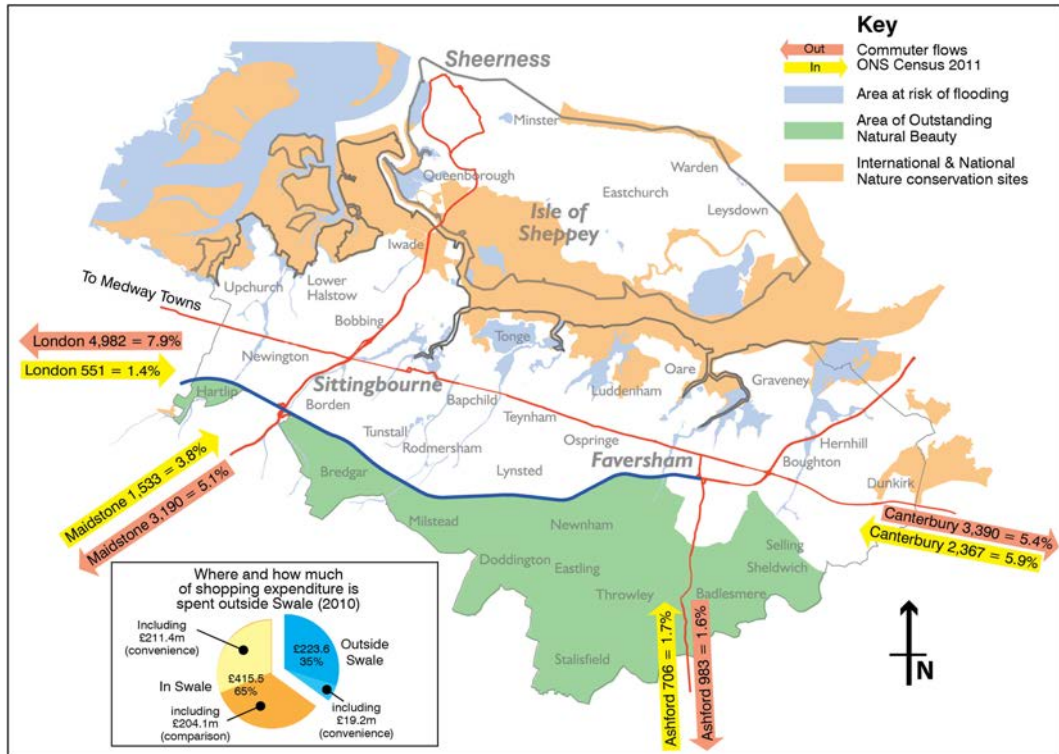 Key
Out
In
Commuter flows
ONS Census 2011
Area at risk of flooding
Area of Outstanding
Natural Beauty
International & National
Nature conservation sites
Sheerness
Minster
Warden
Queenborough
Eastchurch
Leysdown
Isle of
Sheppey
Iwade
Upchurch
Lower
Halstow
To Medway Towns
Bobbing
London 4,982 = 7.9%
London 551 = 1.4%
Newington
Tonge
Oare
Graveney
Hartlip
Sittingbourne
Luddenham
Borden
Bapchild
Teynham
Tunstall
Rodmersham
Ospringe
Hernhill
Boughton
Faversham
Bredgar
Lynsted
Dunkirk
Maidstone 1,533 = 3.8%
Maidstone 3,190 = 5.1%
Canterbury 3,390 = 5.4%
Canterbury 2,367 = 5.9%
Milstead
Newnham
Selling
Doddington
Eastling
Sheldwich
Throwley
Badlesmere
Stalisfield
Ashford 706 = 1.7%
Ashford 983 = 1.6%
Where and how much
of shopping expenditure is
spent outside Swale (2010)
Including
£211.4m
(convenience)
£223.6
35%
Outside
Swale
In Swale
£415.5
65%
including
£204.1m
(comparison)
including
£19.2m
(convenience)
N